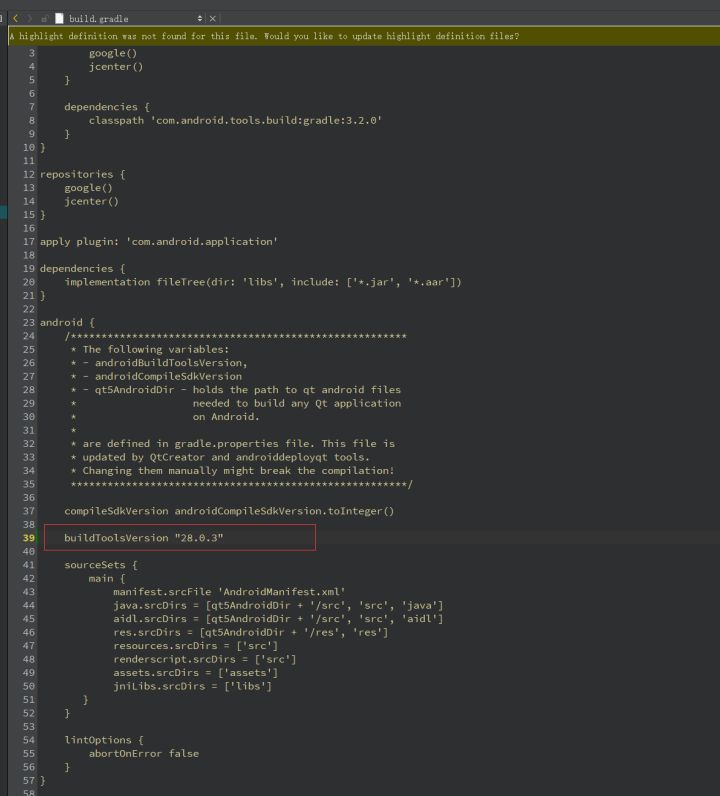 build.gradle
A highlight definition was not found for this file. Would you like to update highlight definition files?
3         google()
4         jcenter()
5     }
6
7     dependencies {
8         classpath 'com.android.tools.build:gradle:3.2.0'
9     }
10 }
11
12 repositories {
13     google()
14     jcenter()
15 }
16
17 apply plugin: 'com.android.application'
18
19 dependencies {
20     implementation fileTree(dir: 'libs', include: ['*.jar', '*.aar'])
21 }
22
23 android {
24     /*******************************************************
25      * The following variables:
26      * - androidBuildToolsVersion,
27      * - androidCompileSdkVersion
28      * - qt5AndroidDir - holds the path to qt android files
29      *                   needed to build any Qt application
30      *                   on Android.
31      *
32      * are defined in gradle.properties file. This file is
33      * updated by QtCreator and androiddeployqt tools.
34      * Changing them manually might break the compilation!
35      *******************************************************/
36
37     compileSdkVersion androidCompileSdkVersion.toInteger()
38
39     buildToolsVersion "28.0.3"
40
41     sourceSets {
42         main {
43             manifest.srcFile 'AndroidManifest.xml'
44             java.srcDirs = [qt5AndroidDir + '/src', 'src', 'java']
45             aidl.srcDirs = [qt5AndroidDir + '/src', 'src', 'aidl']
46             res.srcDirs = [qt5AndroidDir + '/res', 'res']
47             resources.srcDirs = ['src']
48             renderscript.srcDirs = ['src']
49             assets.srcDirs = ['assets']
50             jniLibs.srcDirs = ['libs']
51        }
52     }
53
54     lintOptions {
55         abortOnError false
56     }
57 }
58